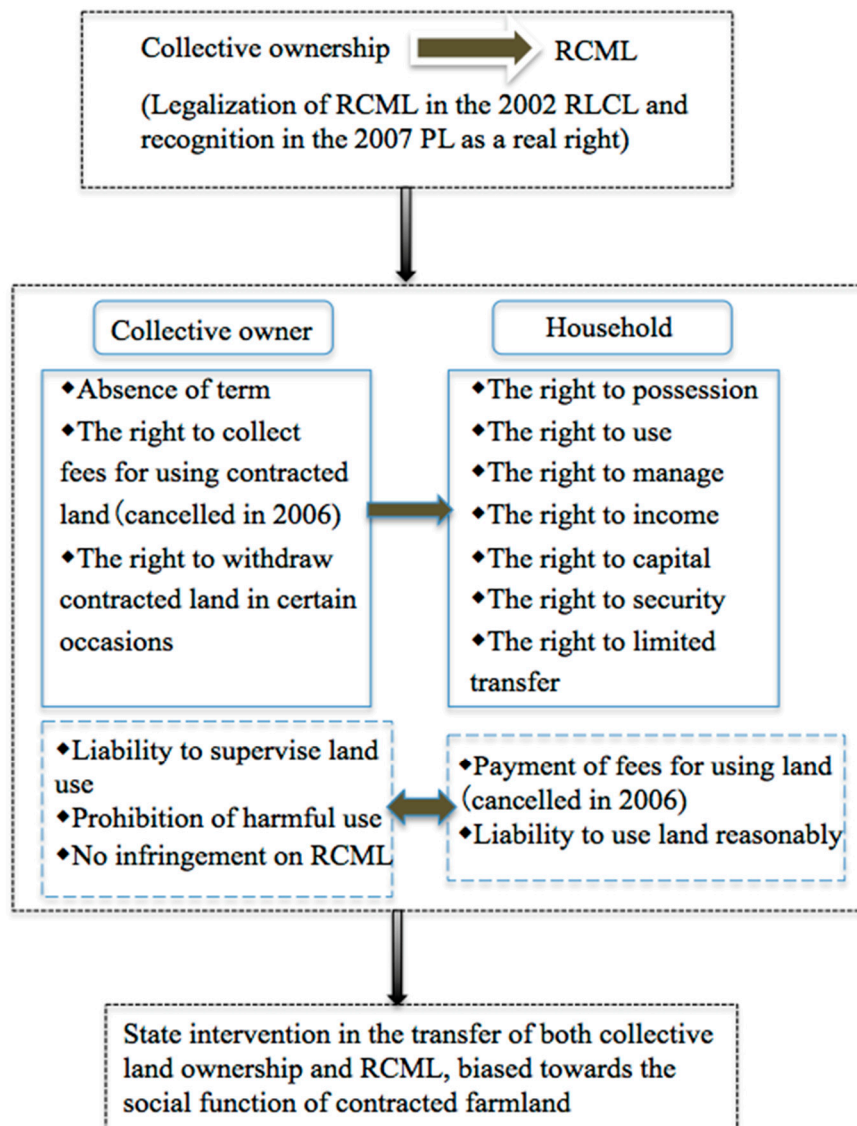 Collective ownership RCML
(Legalization of RCML in the 2002 RLCL and
recognition in the 2007 PL as a real right)
Collective owner
◆Absence of term
◆The right to collect
fees for using contracted
land (cancelled in 2006)
◆The right to withdraw
contracted land in certain
occasions
Household
◆The right to possession
◆The right to use
◆The right to manage
◆The right to income
◆The right to capital
◆The right to security
◆The right to limited
transfer
◆Liability to supervise land
use
◆Prohibition of harmful use
◆No infringement on RCML
◆Payment of fees for using land
(cancelled in 2006)
◆Liability to use land reasonably
State intervention in the transfer of both collective
land ownership and RCML, biased towards the
social function of contracted farmland